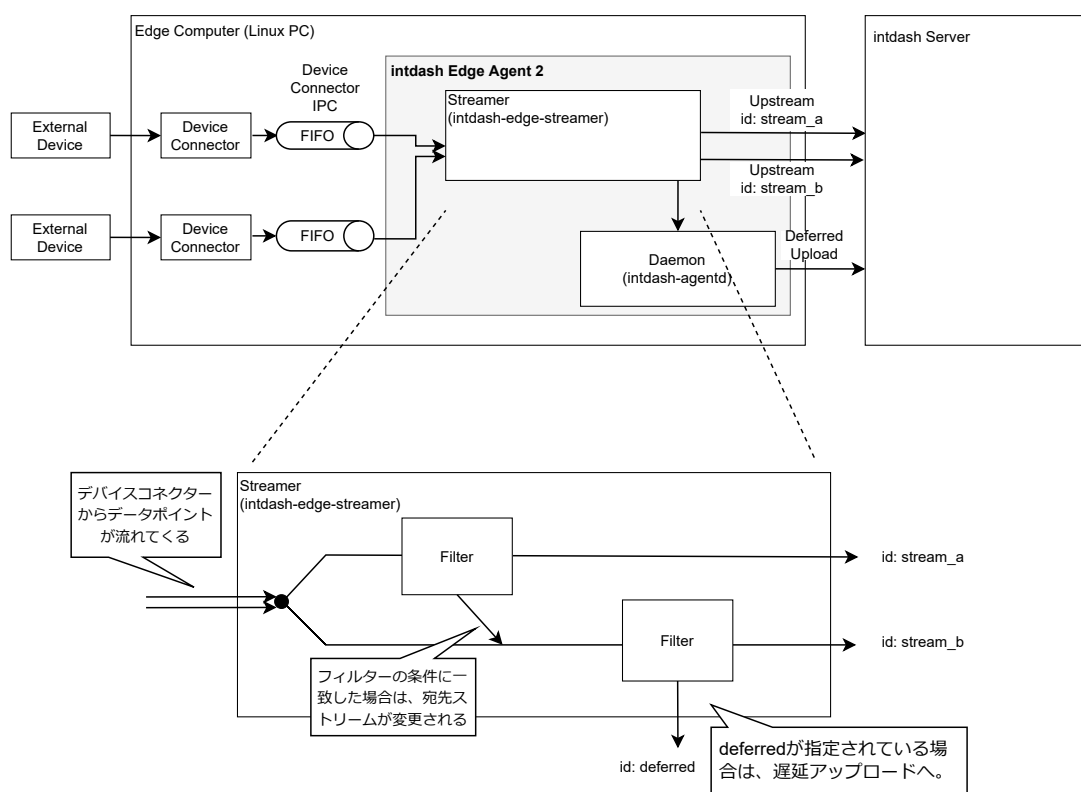 Edge Computer (Linux PC)
intdash Server
intdash Edge Agent 2
Device
Connector
IPC
Streamer
(intdash-edge-streamer)
Upstream
id: stream_a
External
Device
Device
Connector
FIFO
Upstream
id: stream_b
External
Device
Device
Connector
FIFO
Daemon
(intdash-agentd)
Deferred
Upload
デバイスコネクター
からデータポイント
が流れてくる
Streamer
(intdash-edge-streamer)
Filter
id: stream_a
Filter
id: stream_b
フィルターの条件に一
致した場合は、宛先ス
トリームが変更される
id: deferred
deferredが指定されている場
合は、遅延アップロードへ。